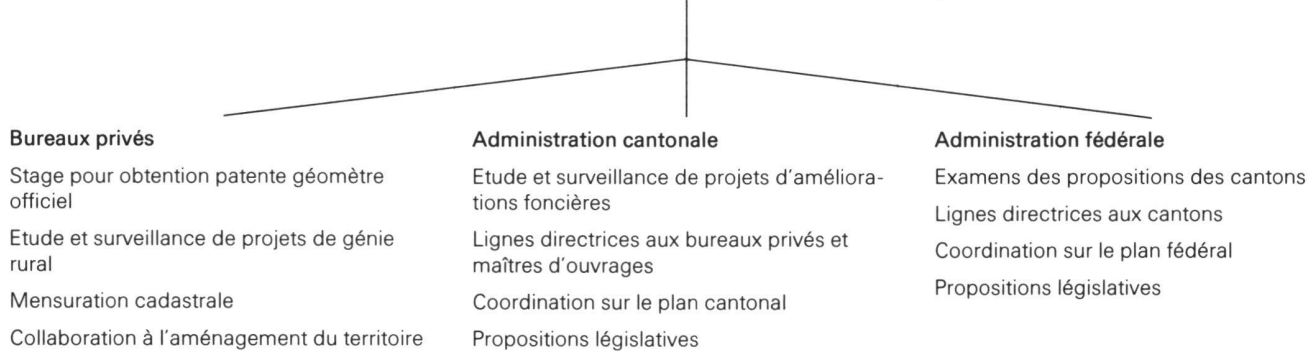 Bureaux privés
Stage pour obtention patente géomètre
officiel
Etude et surveillance de projets de génie
rural
Mensuration cadastrale
Collaboration à l'aménagement du territoire
Administration cantonale
Etude et surveillance de projets d'améliora-
tions foncières
Lignes directrices aux bureaux privés et
maîtres d'ouvrages
Coordination sur le plan cantonal
Propositions législatives
Administration fédérale
Examens des propositions des cantons
Lignes directrices aux cantons
Coordination sur le plan fédéral
Propositions législatives